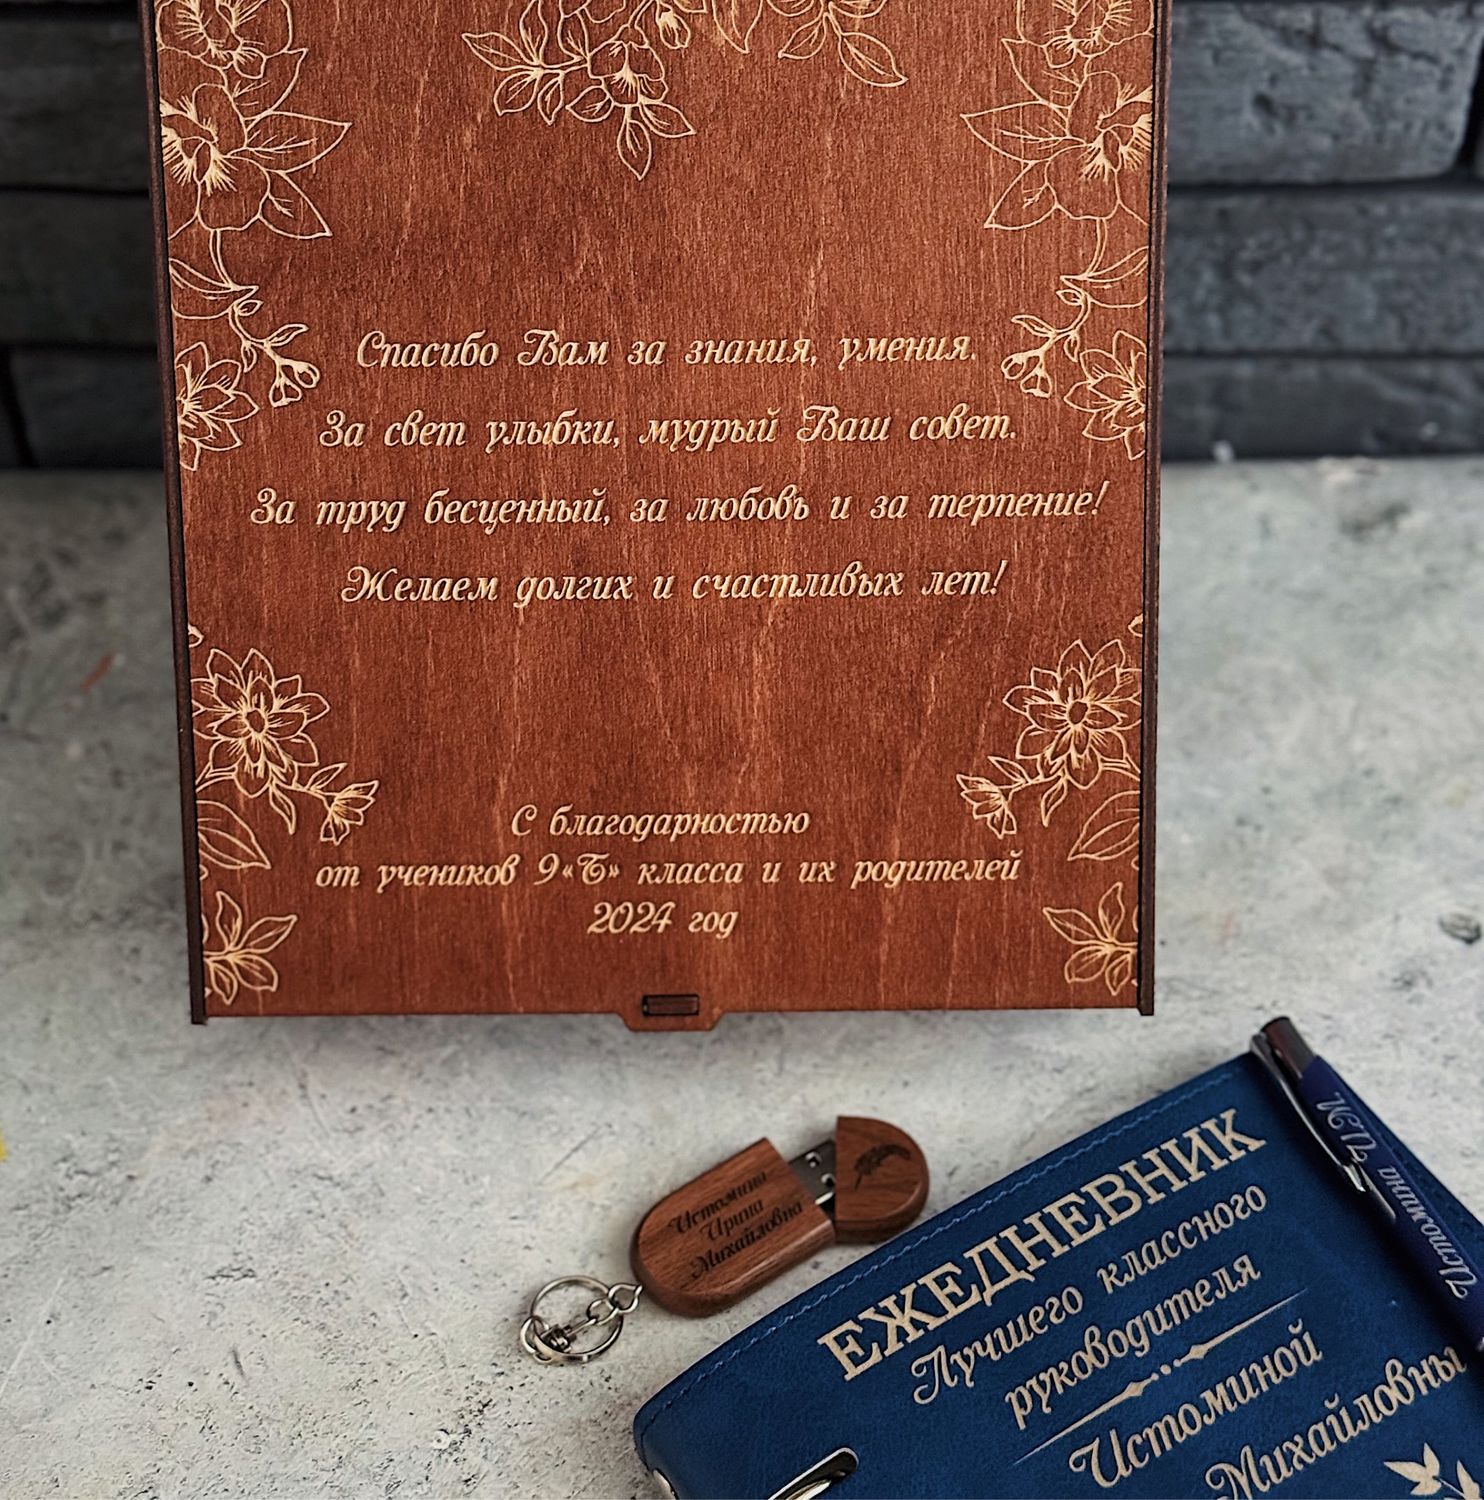 Спасибо Вам за знания, умения.
За свет улыбки, мудрый Ваш совет.
За труд бесценный, за любовь и за терпение!
Желаем долгих и счастливых лет!
С благодарностью
от учеников 9«Б» класса и их родителей
2024 год
Истомина
Ирина
Михайловна
ЕЖЕДНЕВНИК
Лучшего классного
руководителя
Истоминой
Михайловны
Истомина И.М